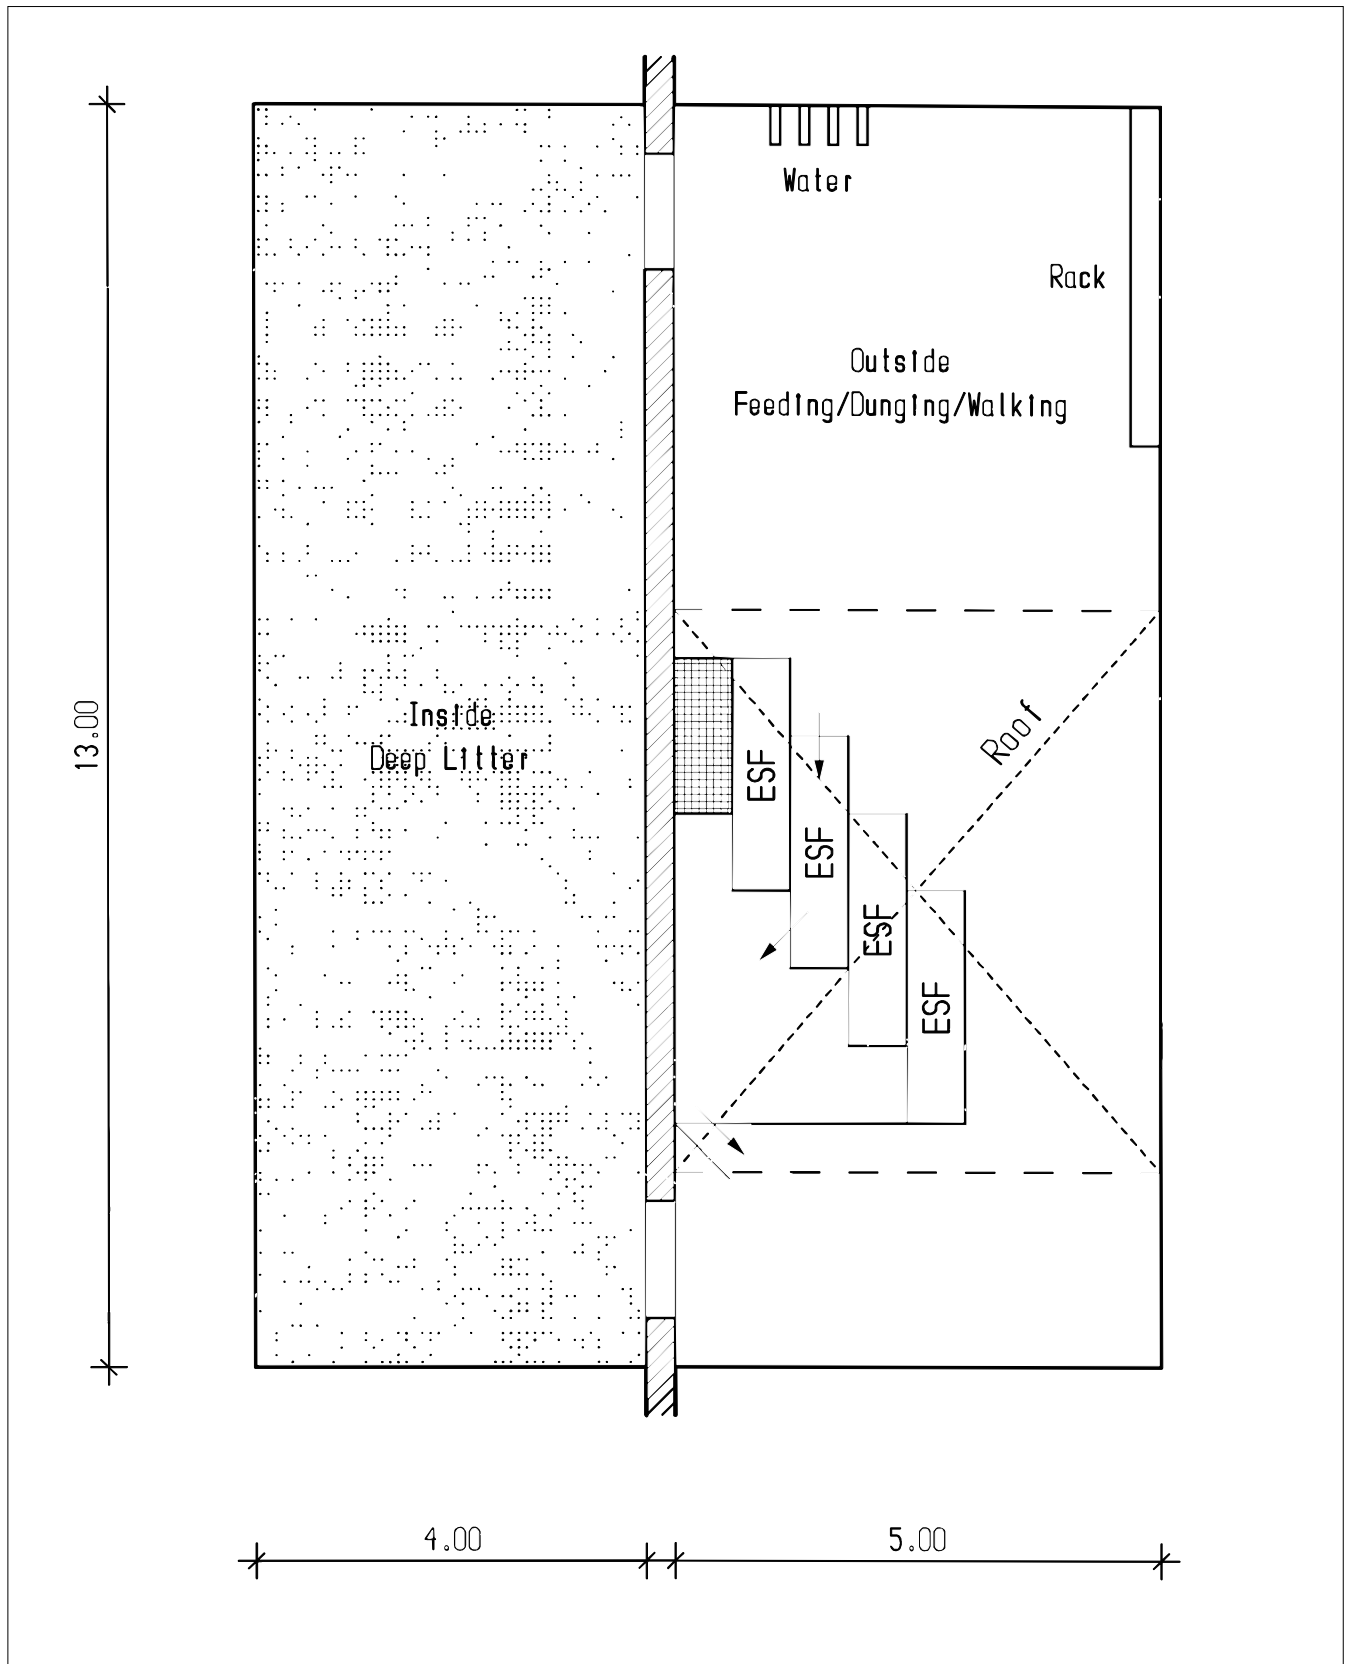 Water
Rack
Outside
Feeding/Dunging/Walking
Inside
Deep Litter
13.00
Roof
ESF
ESF
ESF
ESF
4.00
5.00